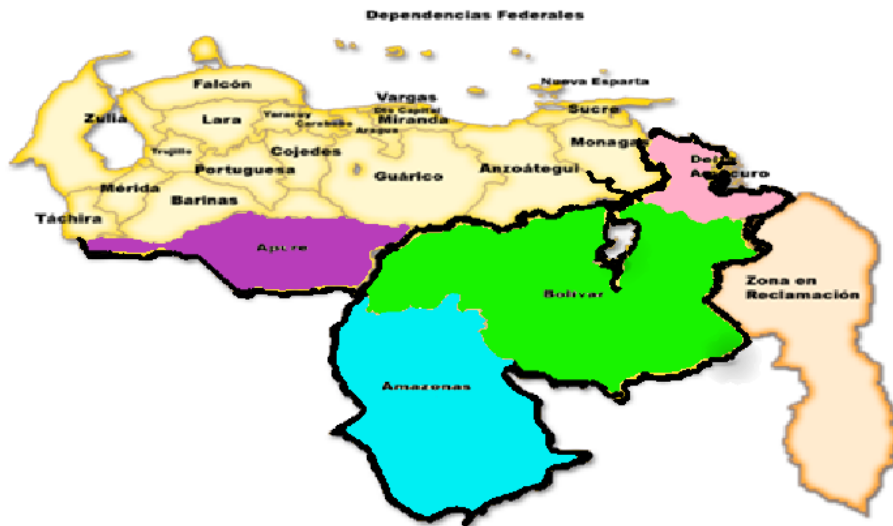 Dependencias Federales
Nueva Esparta
Falcón
Vargas
Dto Capital
Sucre
Zulia
Lara
Yaracuy
Carabobo
Miranda
Aragua
Monagas
Trujillo
Cojedes
Delta
Amacuro
Portuguesa
Guárico
Anzoátegui
Mérida
Barinas
Táchira
Apure
Bolívar
Zona en
Reclamación
Amazonas